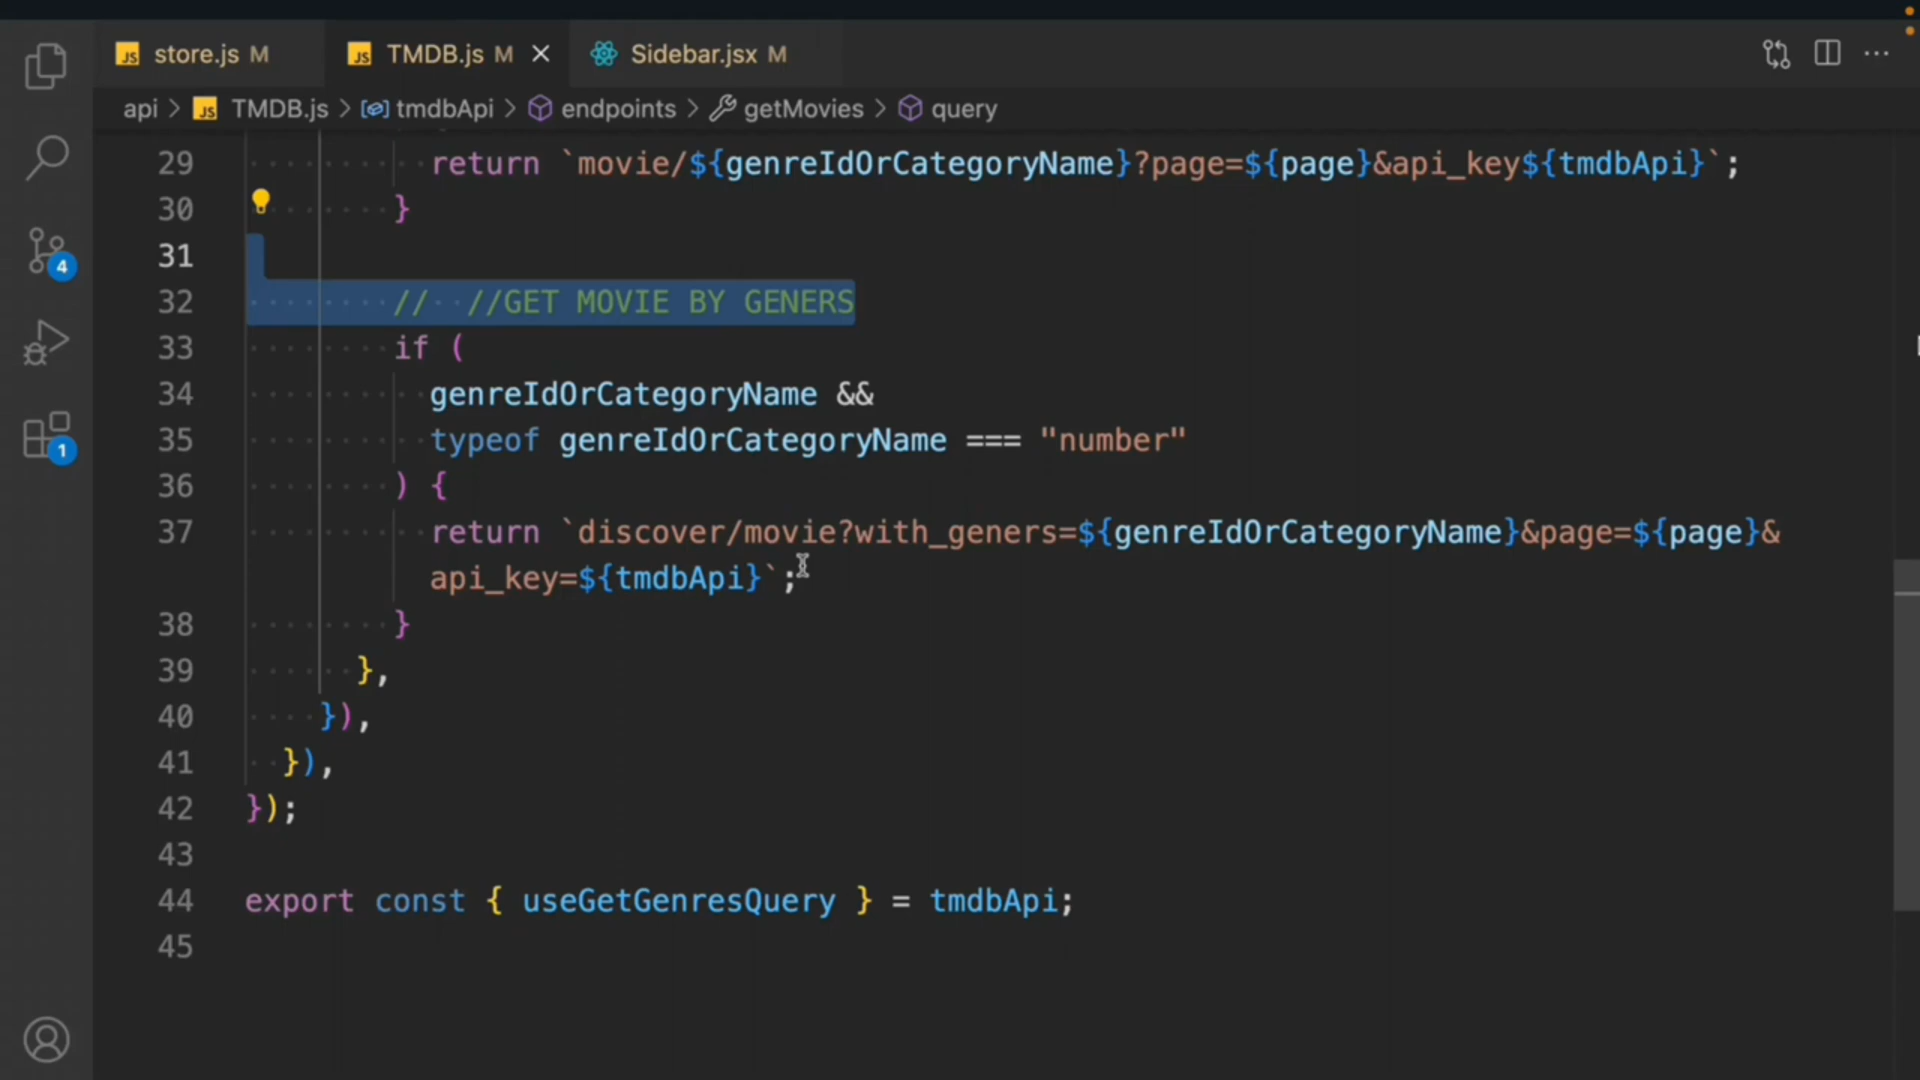 store.js M TMDB.js M Sidebar.jsx M
api > TMDB.js > tmdbApi > endpoints > getMovies > query
29 return `movie/${genreIdOrCategoryName}?page=${page}&api_key${tmdbApi}`;
30 }
31
32 // //GET MOVIE BY GENERS
33 if (
34 genreIdOrCategoryName &&
35 typeof genreIdOrCategoryName === "number"
36 ) {
37 return `discover/movie?with_geners=${genreIdOrCategoryName}&page=${page}&
api_key=${tmdbApi}`;
38 }
39 },
40 }),
41 }),
42 });
43
44 export const { useGetGenresQuery } = tmdbApi;
45
4
1